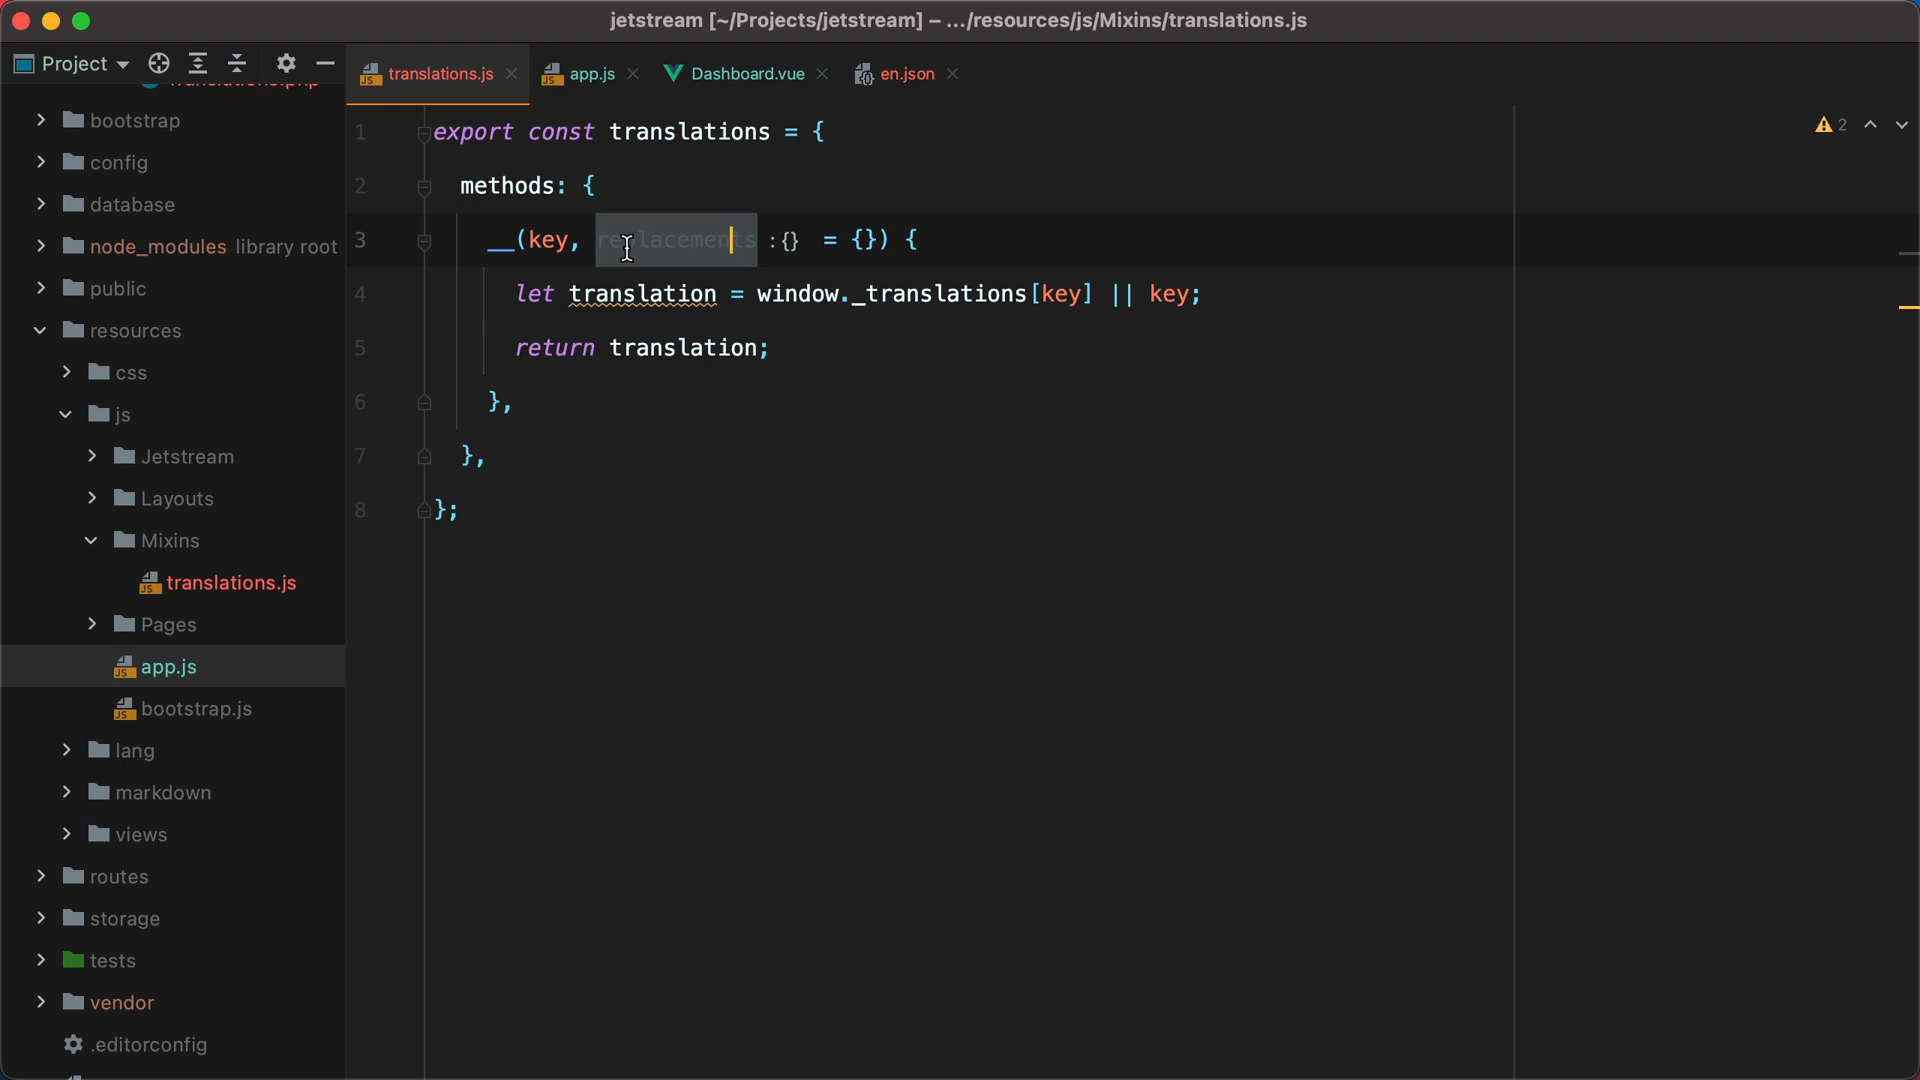 jetstream [~/Projects/jetstream] – .../resources/js/Mixins/translations.js
Project
translations.js
app.js
Dashboard.vue
en.json
2
bootstrap
config
database
node_modules library root
public
resources
css
js
Jetstream
Layouts
Mixins
translations.js
Pages
app.js
bootstrap.js
lang
markdown
views
routes
storage
tests
vendor
.editorconfig
1 export const translations = {
2 methods: {
3 __(key, replacements :{} = {}) {
4 let translation = window._translations[key] || key;
5 return translation;
6 },
7 },
8 };